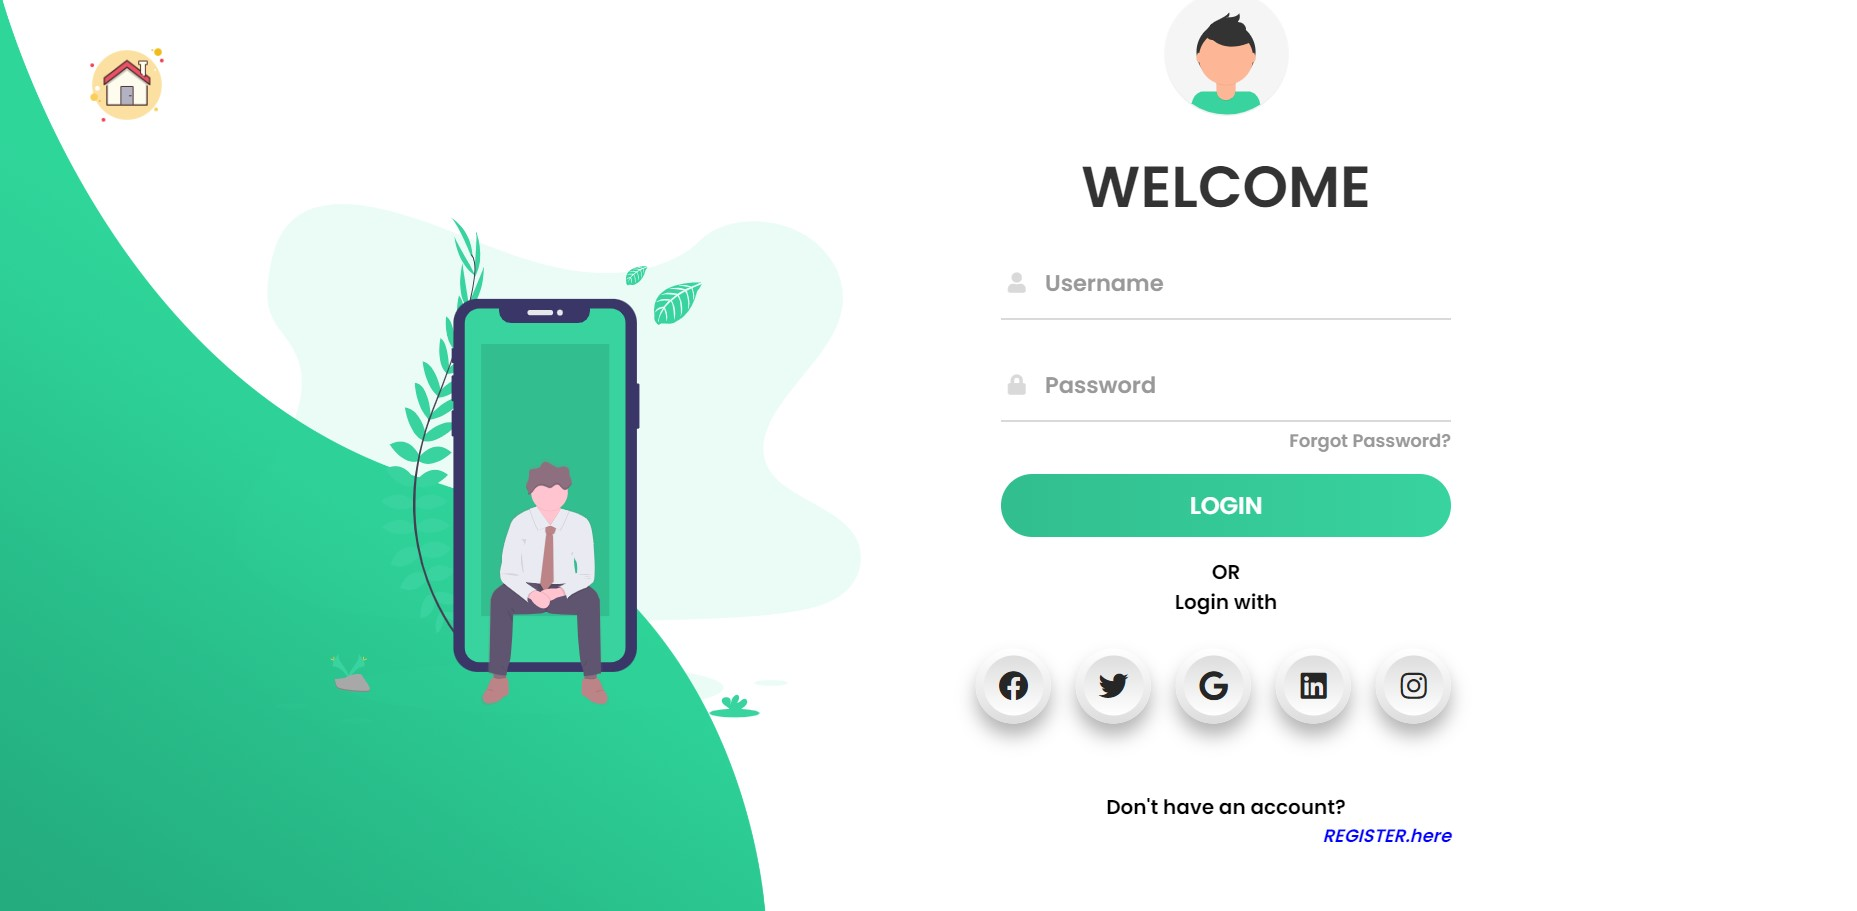 WELCOME
Username
Password
Forgot Password?
LOGIN
OR
Login with
Don't have an account?
REGISTER.here